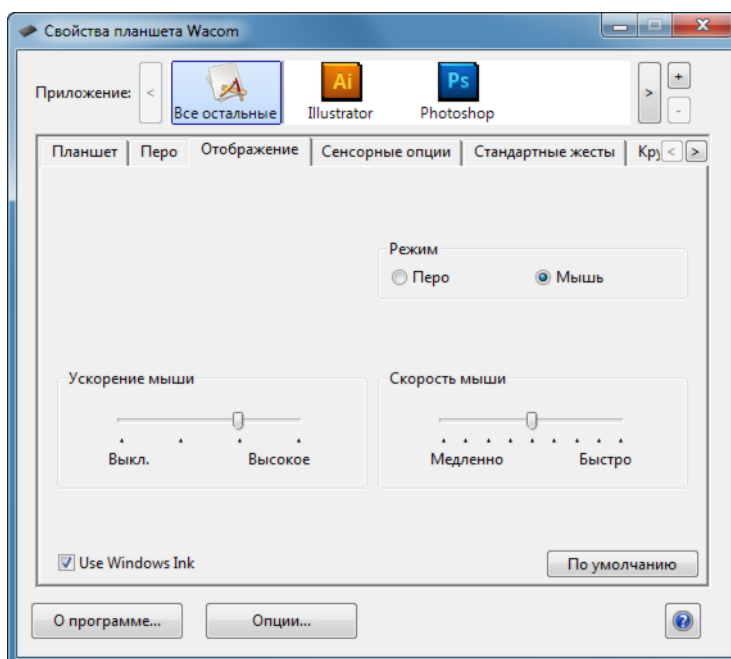 Свойства планшета Wacom
Приложение:
<
Ai
Ps
>
+
-
Все остальные
Illustrator
Photoshop
Планшет
Перо
Отображение
Сенсорные опции
Стандартные жесты
Кру
<
>
Режим
Перо
Мышь
Ускорение мыши
Скорость мыши
Выкл.
Высокое
Медленно
Быстро
Use Windows Ink
По умолчанию
О программе...
Опции...
?